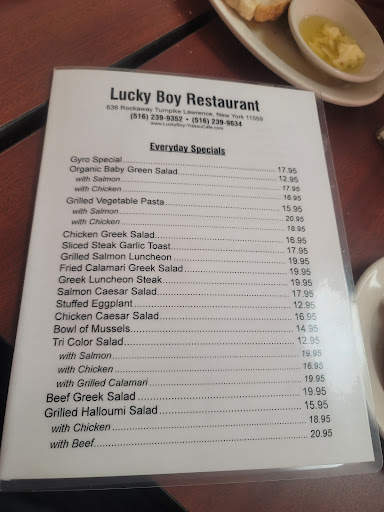 Lucky Boy Restaurant
638 Rockaway Turnpike Lawrence, New York 11559
(516) 239-9352 • (516) 239-9634
Everyday Specials
Gyro Special 17.95
Organic Baby Green Salad 12.95
with Salmon 17.95
with Chicken 16.95
Grilled Vegetable Pasta 15.95
with Salmon 20.95
with Chicken 18.95
Chicken Greek Salad 16.95
Sliced Steak Garlic Toast 17.95
Grilled Salmon Luncheon 19.95
Fried Calamari Greek Salad 19.95
Greek Luncheon Steak 19.95
Salmon Caesar Salad 17.95
Stuffed Eggplant 12.95
Chicken Caesar Salad 16.95
Bowl of Mussels 14.95
Tri Color Salad 12.95
with Salmon 19.95
with Chicken 16.95
with Grilled Calamari 19.95
Beef Greek Salad 19.95
Grilled Halloumi Salad 15.95
with Chicken 18.95
with Beef 20.95